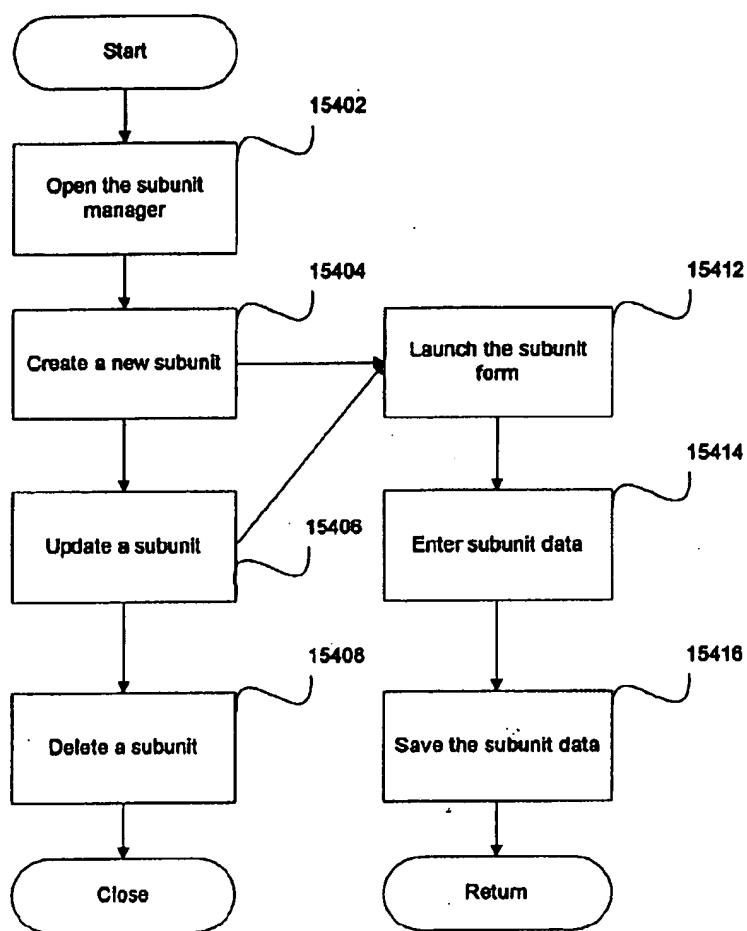 Start
15402
Open the subunit
manager
15404
Create a new subunit
15412
Launch the subunit
form
15406
Update a subunit
15414
Enter subunit data
15408
Delete a subunit
15416
Save the subunit data
Close
Return